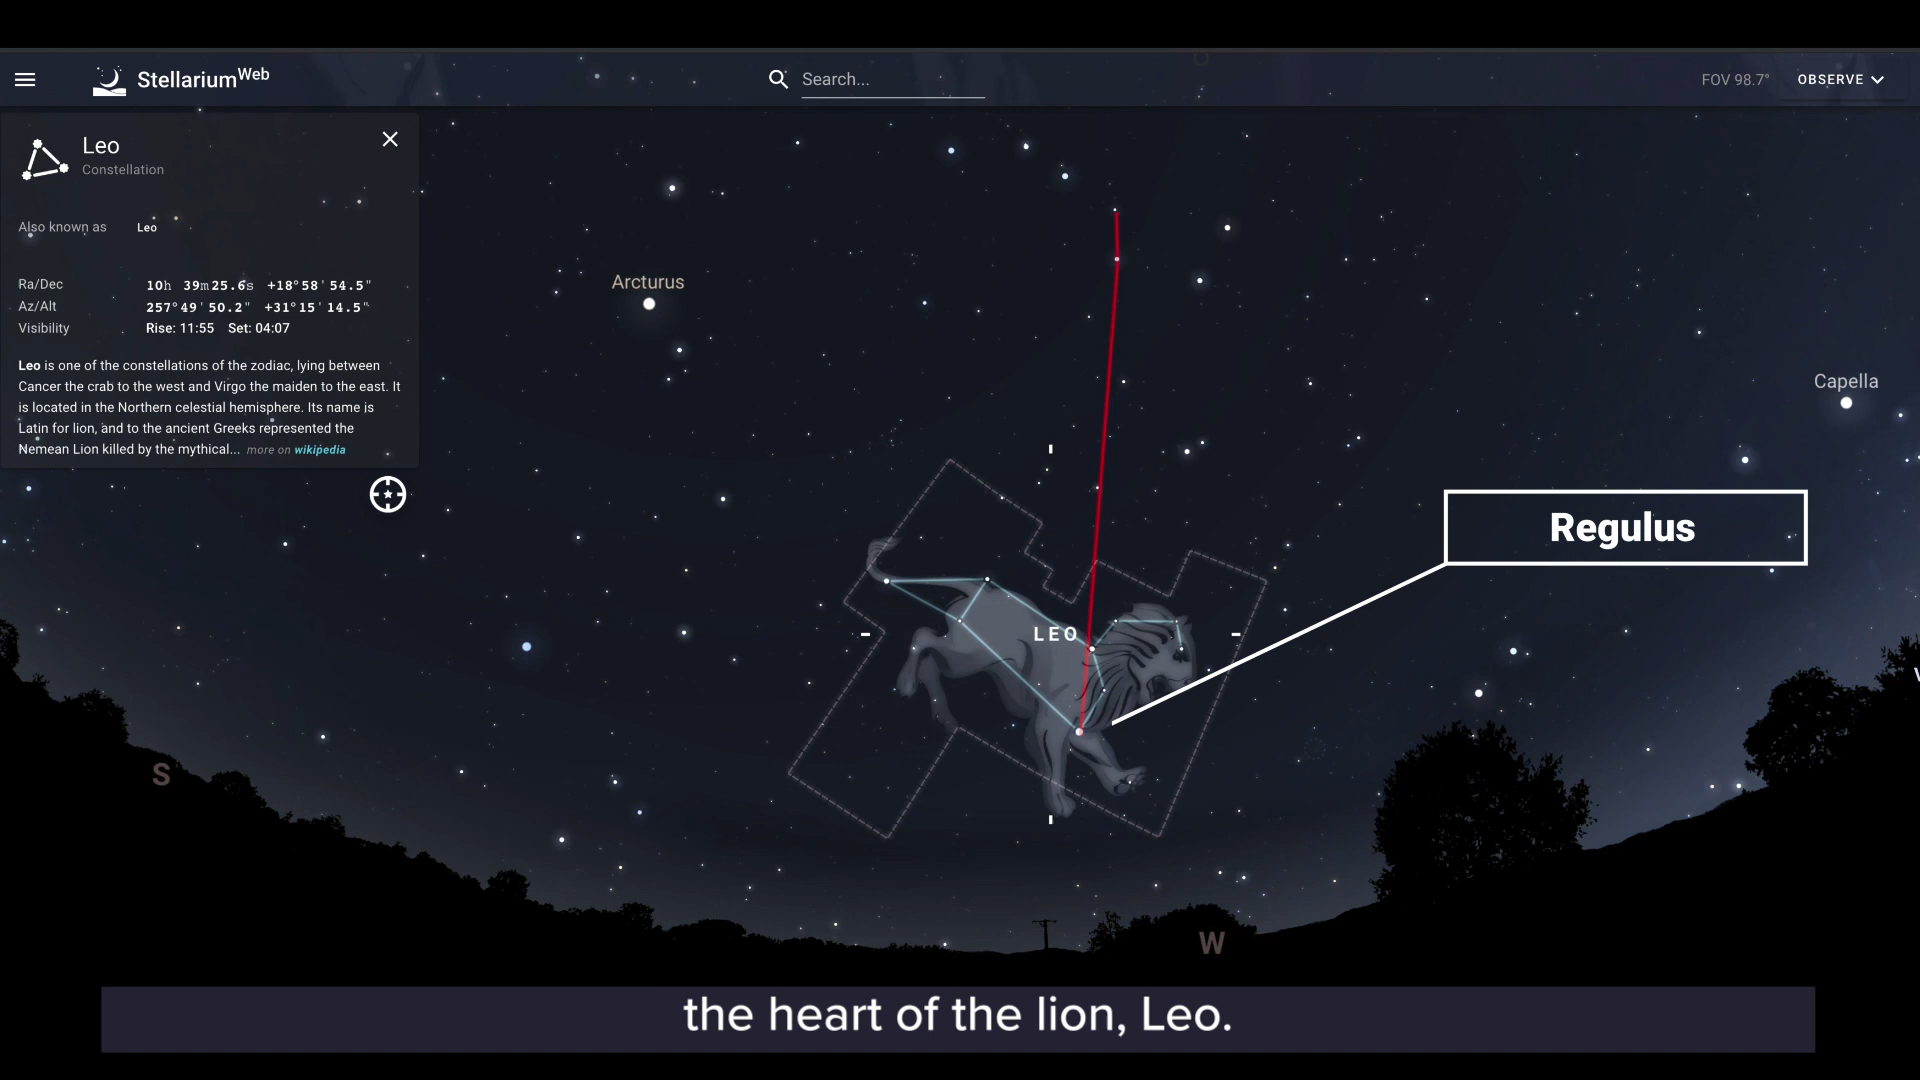 StellariumWeb
Search...
FOV 98.7°
OBSERVE
Leo
Constellation
Also known as Leo
Ra/Dec 10h 39m25.6s +18°58'54.5"
Az/Alt 257°49'50.2" +31°15'14.5"
Visibility Rise: 11:55 Set: 04:07
Leo is one of the constellations of the zodiac, lying between
Cancer the crab to the west and Virgo the maiden to the east. It
is located in the Northern celestial hemisphere. Its name is
Latin for lion, and to the ancient Greeks represented the
Nemean Lion killed by the mythical... more on wikipedia
Arcturus
Capella
Regulus
LEO
S
W
the heart of the lion, Leo.